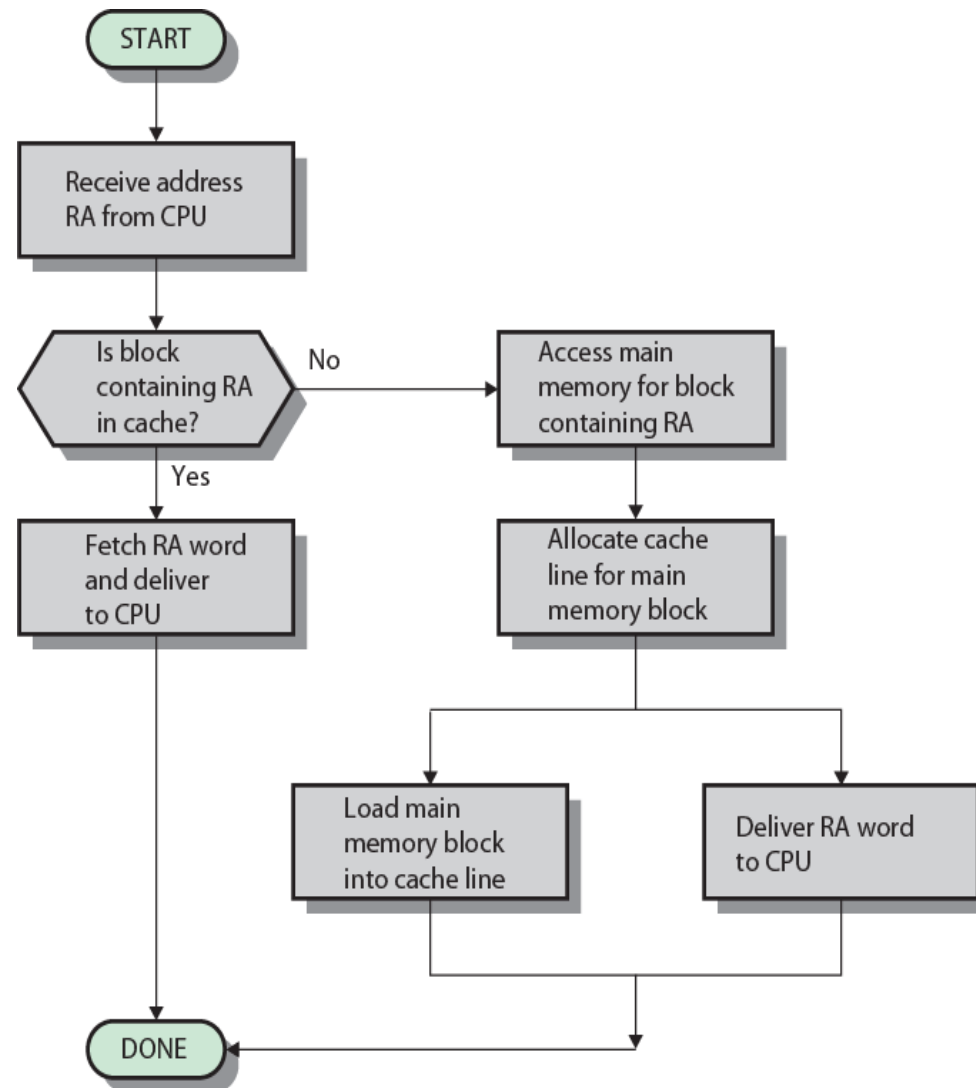 START
Receive address
RA from CPU
Is block
containing RA
in cache?
No
Access main
memory for block
containing RA
Yes
Fetch RA word
and deliver
to CPU
Allocate cache
line for main
memory block
Load main
memory block
into cache line
Deliver RA word
to CPU
DONE